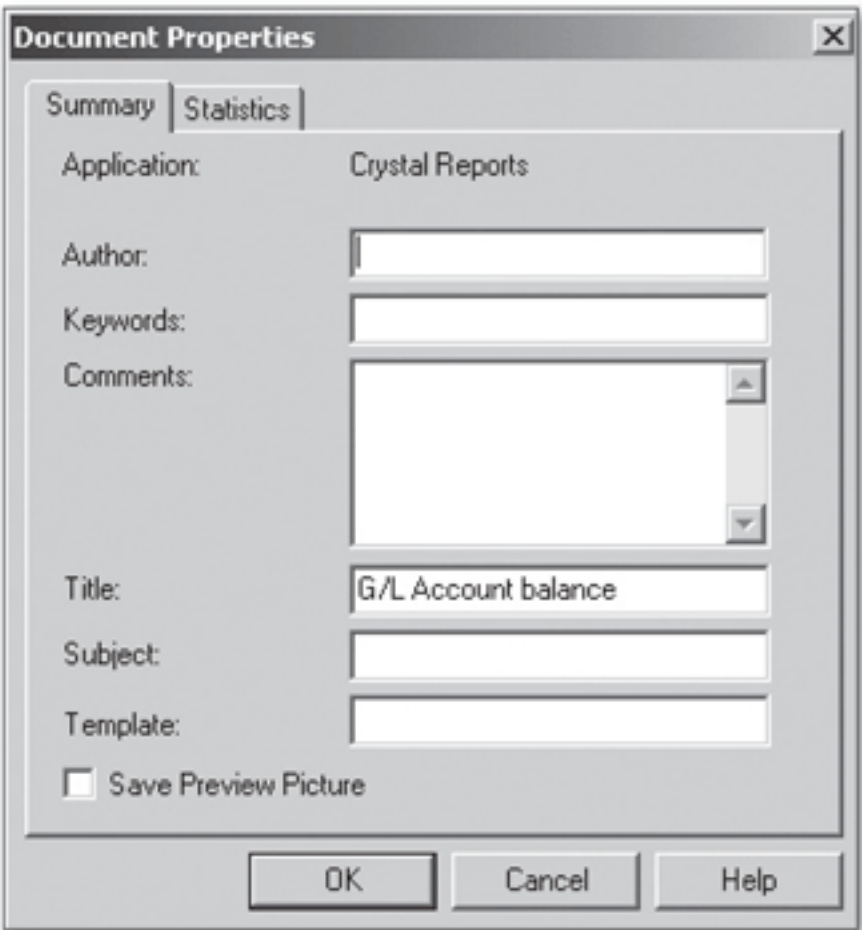 Document Properties
Summary Statistics
Application: Crystal Reports
Author:
Keywords:
Comments:
Title: G/L Account balance
Subject:
Template:
Save Preview Picture
OK Cancel Help